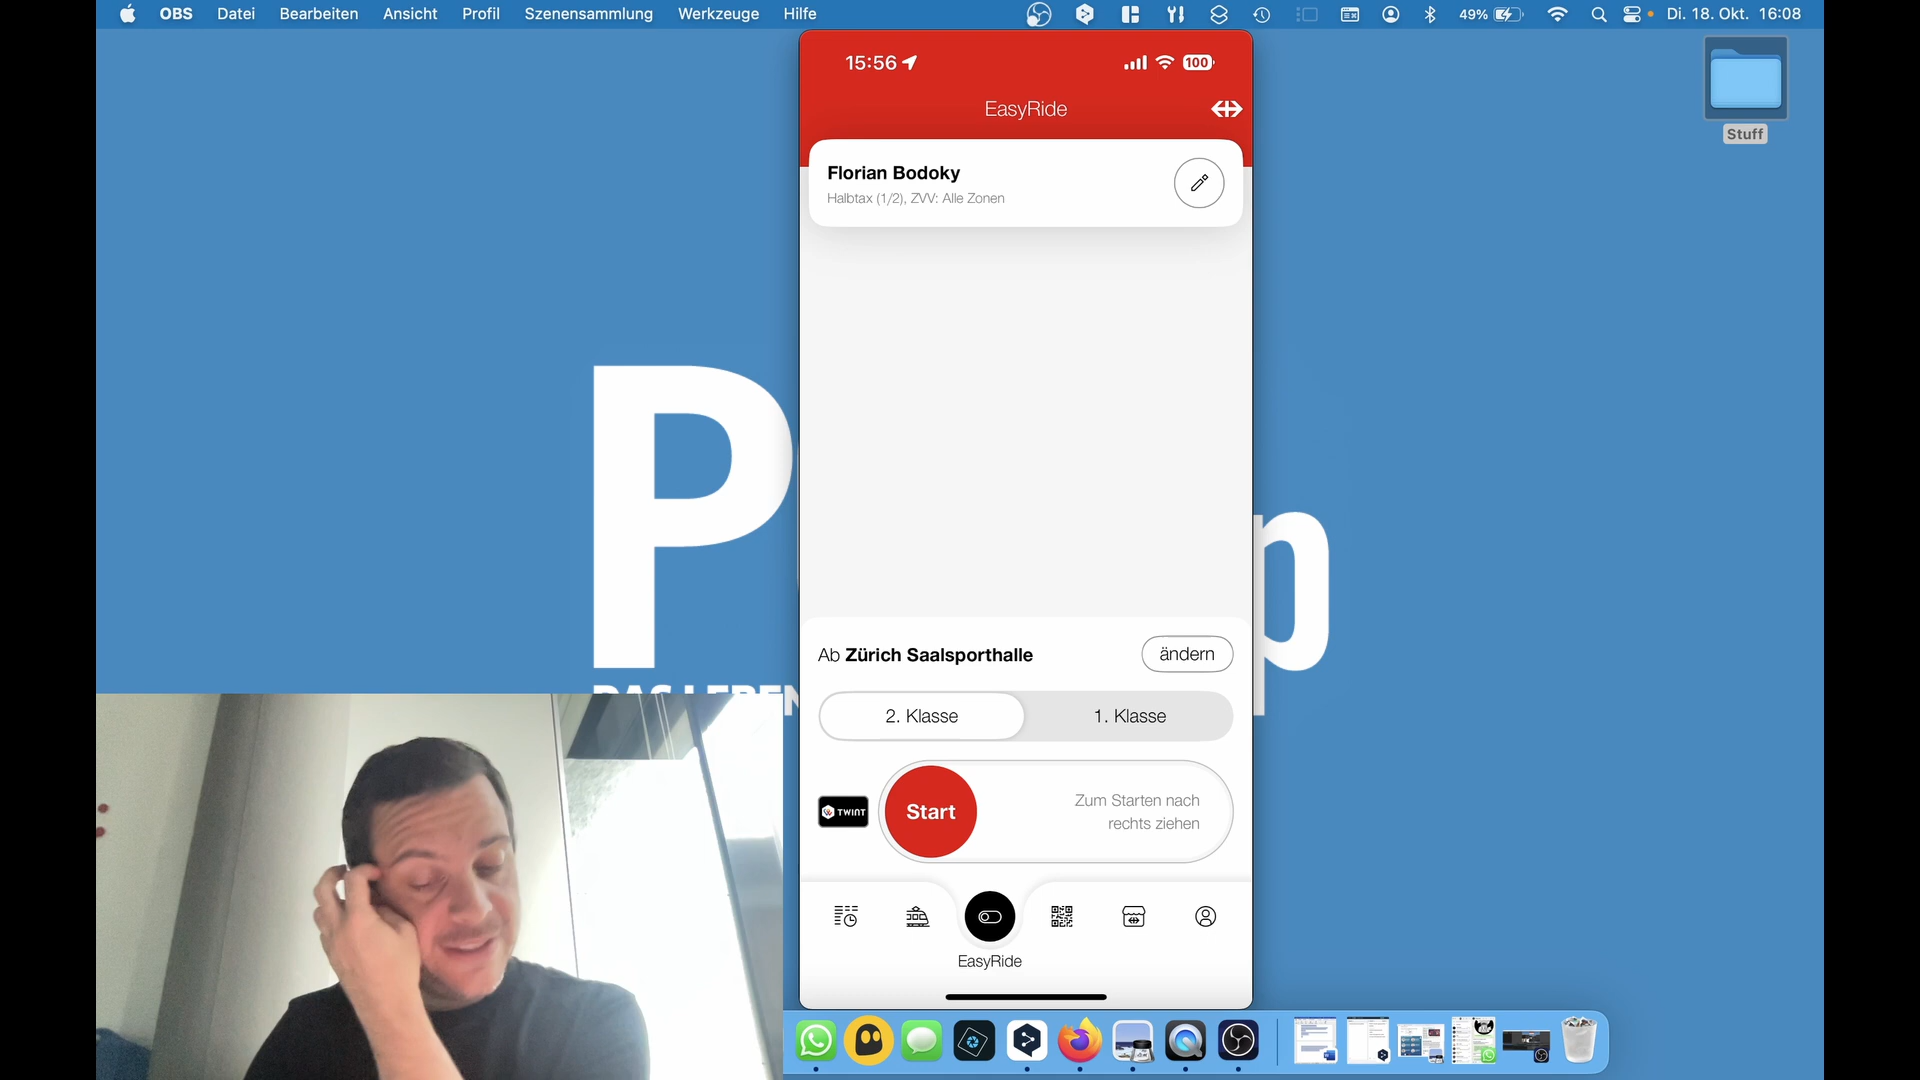 OBS Datei Bearbeiten Ansicht Profil Szenensammlung Werkzeuge Hilfe 49% Di. 18. Okt. 16:08
Stuff
15:56 100
EasyRide
Florian Bodoky
Halbtax (1/2), ZVV: Alle Zonen
Ab Zürich Saalsporthalle ändern
2. Klasse 1. Klasse
TWINT Start Zum Starten nach
rechts ziehen
EasyRide